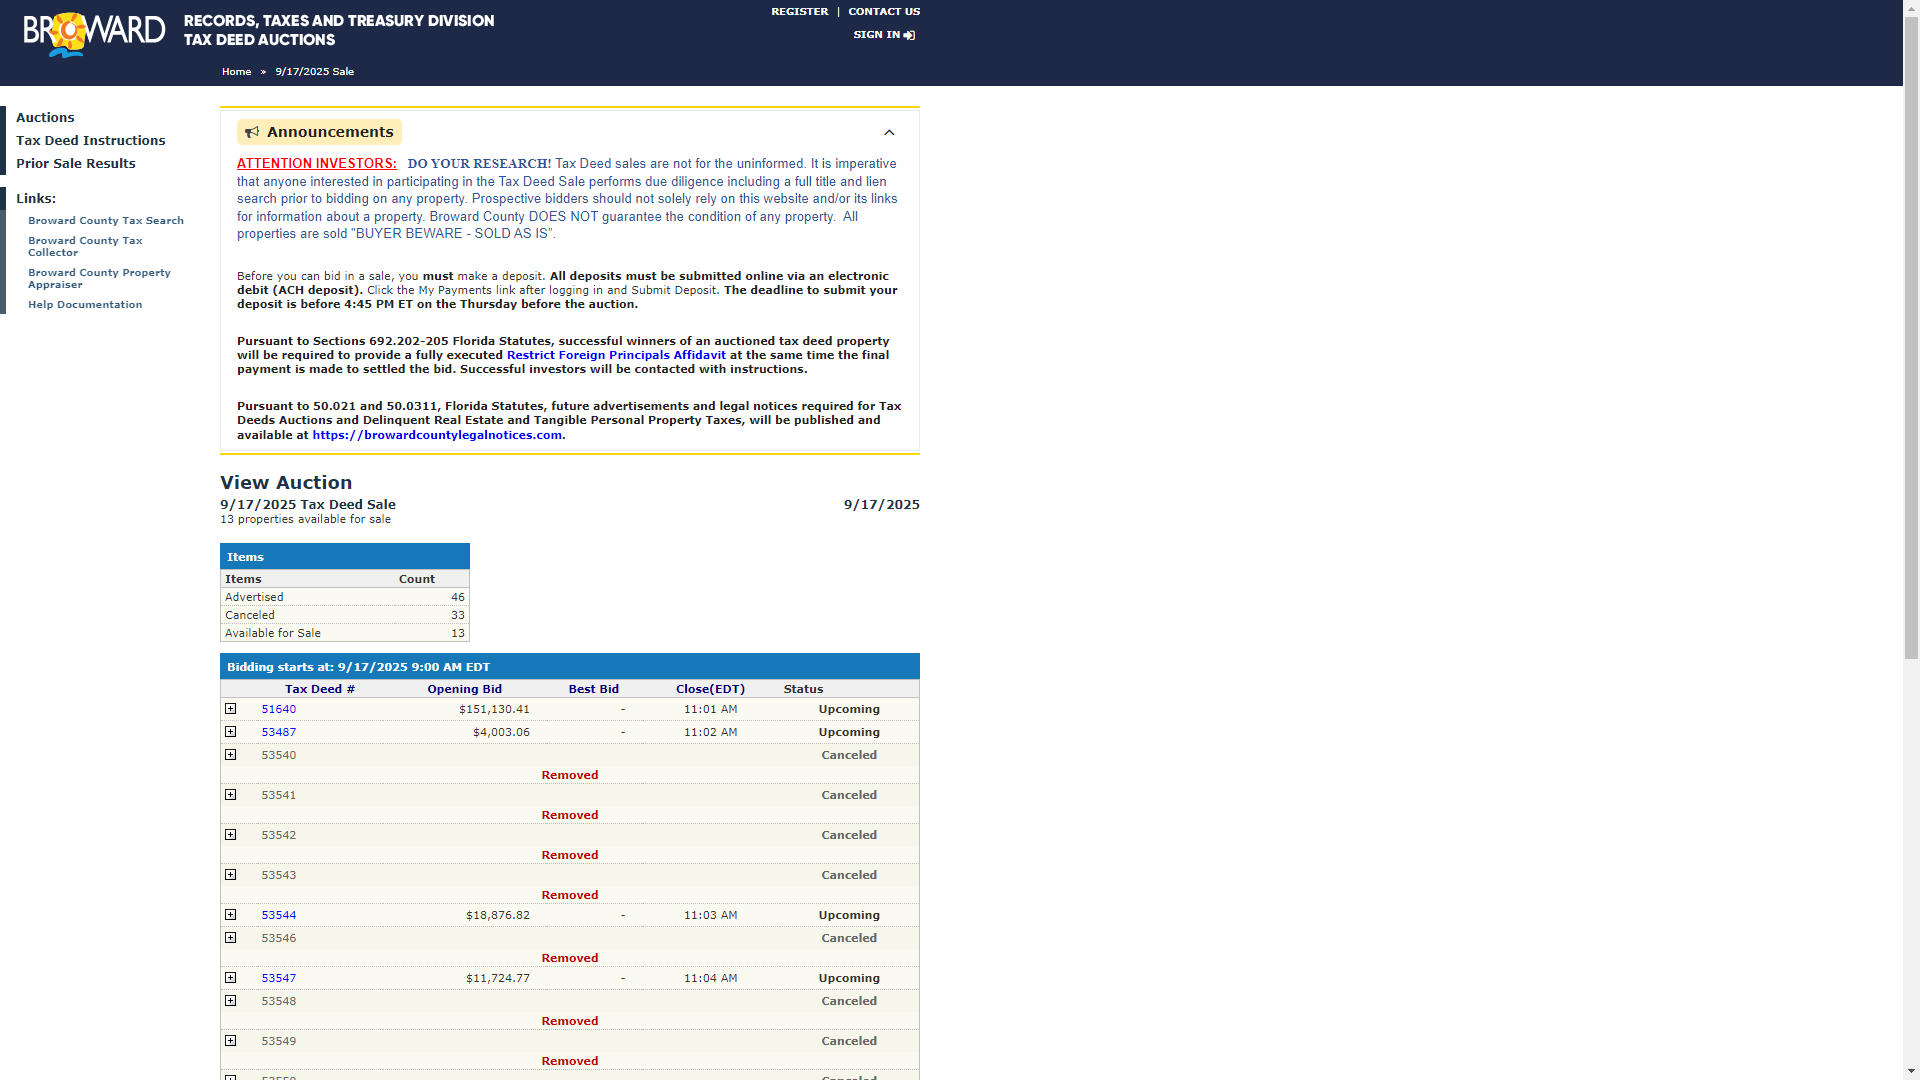 BROWARD
RECORDS, TAXES AND TREASURY DIVISION
TAX DEED AUCTIONS
REGISTER | CONTACT US
SIGN IN
Home » 9/17/2025 Sale
Auctions
Tax Deed Instructions
Prior Sale Results
Links:
Broward County Tax Search
Broward County Tax
Collector
Broward County Property
Appraiser
Help Documentation
Announcements
ATTENTION INVESTORS: DO YOUR RESEARCH! Tax Deed sales are not for the uninformed. It is imperative
that anyone interested in participating in the Tax Deed Sale performs due diligence including a full title and lien
search prior to bidding on any property. Prospective bidders should not solely rely on this website and/or its links
for information about a property. Broward County DOES NOT guarantee the condition of any property. All
properties are sold "BUYER BEWARE - SOLD AS IS”.
Before you can bid in a sale, you must make a deposit. All deposits must be submitted online via an electronic
debit (ACH deposit). Click the My Payments link after logging in and Submit Deposit. The deadline to submit your
deposit is before 4:45 PM ET on the Thursday before the auction.
Pursuant to Sections 692.202-205 Florida Statutes, successful winners of an auctioned tax deed property
will be required to provide a fully executed Restrict Foreign Principals Affidavit at the same time the final
payment is made to settled the bid. Successful investors will be contacted with instructions.
Pursuant to 50.021 and 50.0311, Florida Statutes, future advertisements and legal notices required for Tax
Deeds Auctions and Delinquent Real Estate and Tangible Personal Property Taxes, will be published and
available at https://browardcountylegalnotices.com.
View Auction
9/17/2025 Tax Deed Sale 9/17/2025
13 properties available for sale
Items
Items Count
Advertised 46
Canceled 33
Available for Sale 13
Bidding starts at: 9/17/2025 9:00 AM EDT
Tax Deed # Opening Bid Best Bid Close(EDT) Status
51640 $151,130.41 - 11:01 AM Upcoming
53487 $4,003.06 - 11:02 AM Upcoming
53540 Canceled
Removed
53541 Canceled
Removed
53542 Canceled
Removed
53543 Canceled
Removed
53544 $18,876.82 - 11:03 AM Upcoming
53546 Canceled
Removed
53547 $11,724.77 - 11:04 AM Upcoming
53548 Canceled
Removed
53549 Canceled
Removed